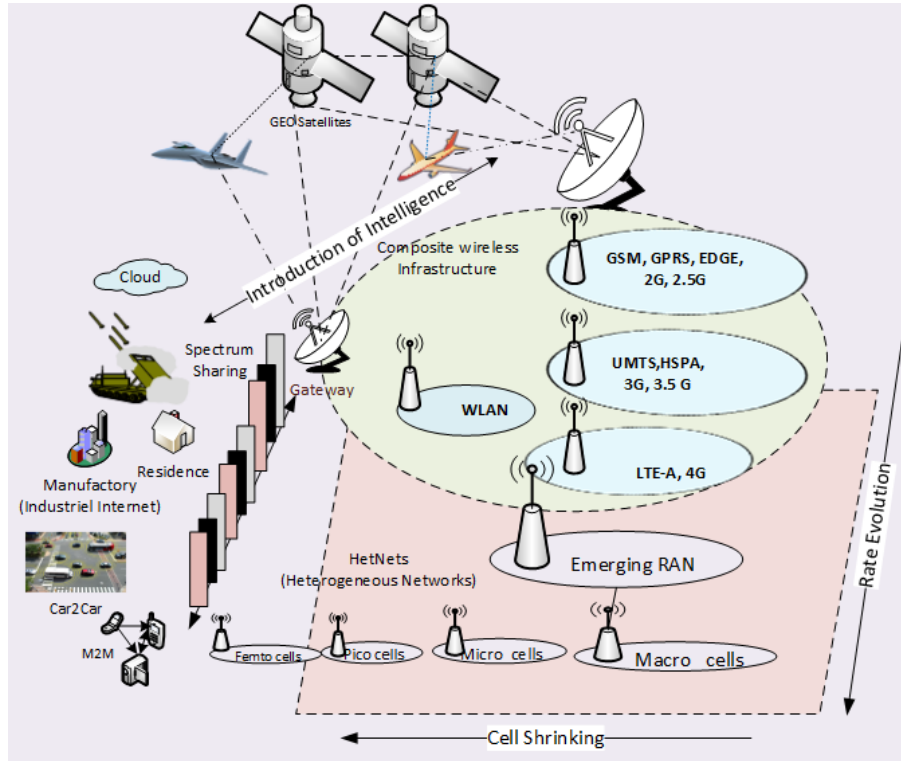 GEO Satellites
Introduction of Intelligence
Composite wireless
Infrastructure
GSM, GPRS, EDGE,
2G, 2.5G
Cloud
Spectrum
Sharing
Gateway
UMTS,HSPA,
3G, 3.5 G
WLAN
Residence
Manufactory
(Industriel Internet)
LTE-A, 4G
Rate Evolution
HetNets
(Heterogeneous Networks)
Emerging RAN
Car2Car
M2M
Femto cells
Pico cells
Micro cells
Macro cells
Cell Shrinking